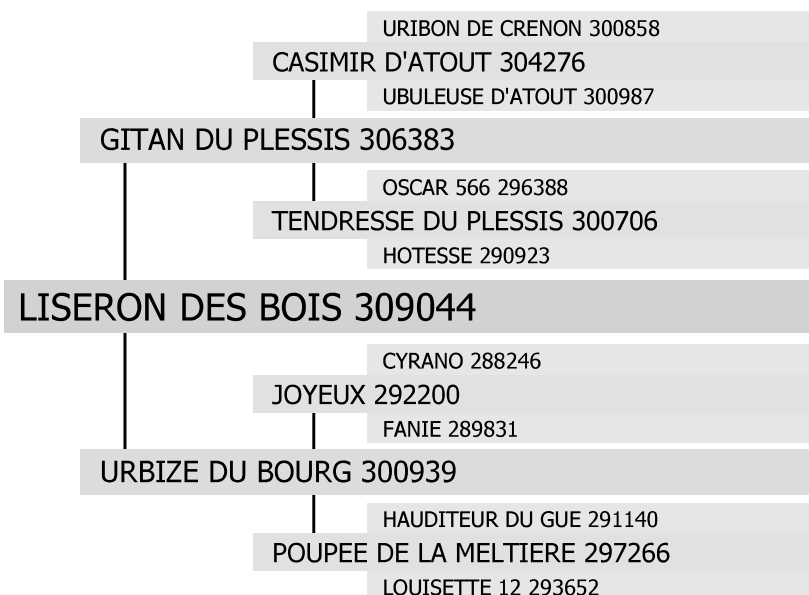 URIBON DE CRENON 300858
CASIMIR D'ATOUT 304276
UBULEUSE D'ATOUT 300987
GITAN DU PLESSIS 306383
OSCAR 566 296388
TENDRESSE DU PLESSIS 300706
HOTESSE 290923
LISERON DES BOIS 309044
CYRANO 288246
JOYEUX 292200
FANIE 289831
URBIZE DU BOURG 300939
HAUDITEUR DU GUE 291140
POUPEE DE LA MELTIERE 297266
LOUISETTE 12 293652